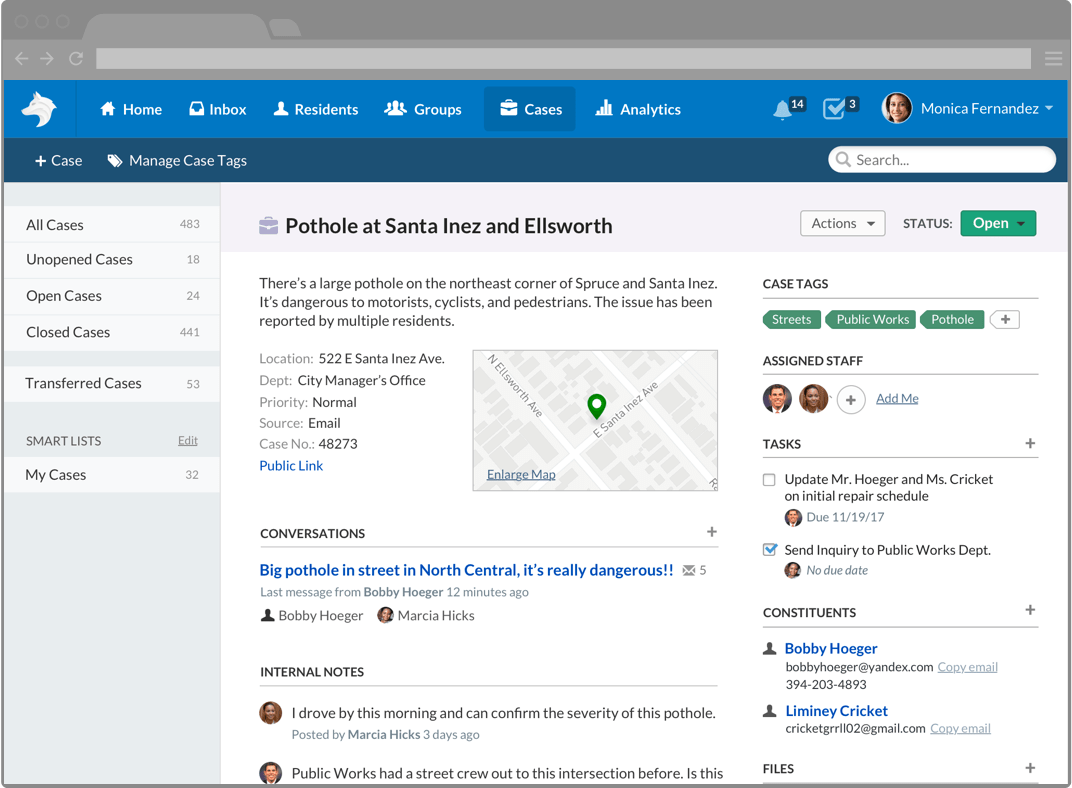 Home Inbox Residents Groups Cases Analytics 14 3 Monica Fernandez
+ Case Manage Case Tags Search...
All Cases 483
Unopened Cases 18
Open Cases 24
Closed Cases 441
Transferred Cases 53
SMART LISTS Edit
My Cases 32
Pothole at Santa Inez and Ellsworth
Actions STATUS: Open
There's a large pothole on the northeast corner of Spruce and Santa Inez.
It's dangerous to motorists, cyclists, and pedestrians. The issue has been
reported by multiple residents.
Location: 522 E Santa Inez Ave.
Dept: City Manager's Office
Priority: Normal
Source: Email
Case No.: 48273
Public Link
N Ellsworth Ave
E Santa Inez Ave
Enlarge Map
CONVERSATIONS +
Big pothole in street in North Central, it's really dangerous!! 5
Last message from Bobby Hoeger 12 minutes ago
Bobby Hoeger Marcia Hicks
INTERNAL NOTES
I drove by this morning and can confirm the severity of this pothole.
Posted by Marcia Hicks 3 days ago
Public Works had a street crew out to this intersection before. Is this
CASE TAGS
Streets Public Works Pothole +
ASSIGNED STAFF
+ Add Me
TASKS +
Update Mr. Hoeger and Ms. Cricket
on initial repair schedule
Due 11/19/17
Send Inquiry to Public Works Dept.
No due date
CONSTITUENTS +
Bobby Hoeger
bobbyhoeger@yandex.com Copy email
394-203-4893
Liminey Cricket
cricketgrrll02@gmail.com Copy email
FILES +